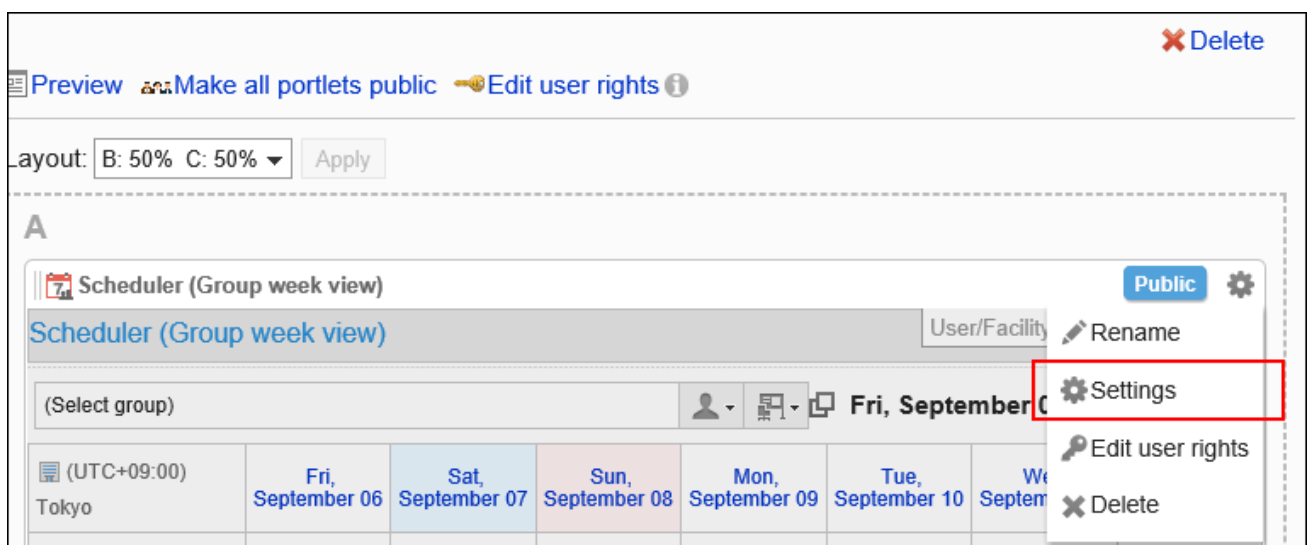 Delete
Preview Make all portlets public Edit user rights
Layout: B: 50% C: 50% Apply
A
Scheduler (Group week view) Public
Scheduler (Group week view) User/Facility
Rename
Settings
Edit user rights
Delete
(Select group) Fri, September
(UTC+09:00)
Tokyo
Fri,
September 06
Sat,
September 07
Sun,
September 08
Mon,
September 09
Tue,
September 10